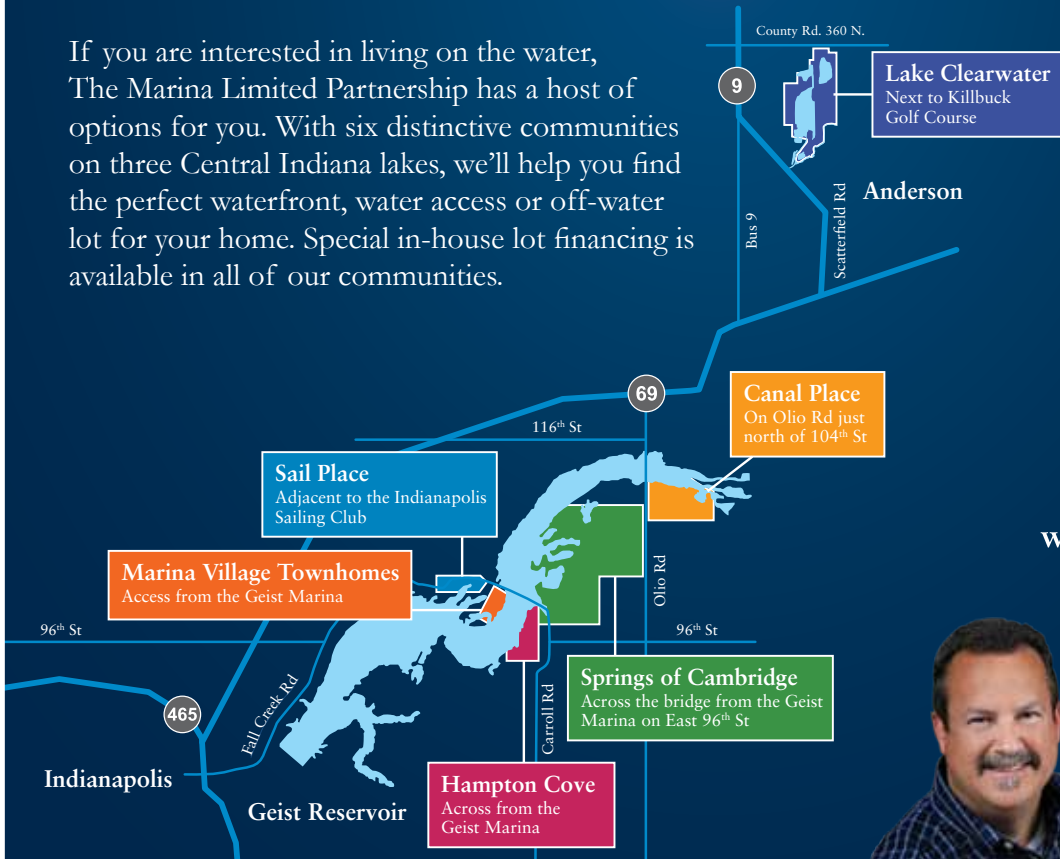 If you are interested in living on the water,
The Marina Limited Partnership has a host of
options for you. With six distinctive communities
on three Central Indiana lakes, we’ll help you find
the perfect waterfront, water access or off-water
lot for your home. Special in-house lot financing is
available in all of our communities.
County Rd. 360 N.
9
Lake Clearwater
Next to Killbuck
Golf Course
Anderson
Bus 9
Scatterfield Rd
69
116th St
Canal Place
On Olio Rd just
north of 104th St
Sail Place
Adjacent to the Indianapolis
Sailing Club
Marina Village Townhomes
Access from the Geist Marina
Olio Rd
96th St
96th St
Springs of Cambridge
Across the bridge from the Geist
Marina on East 96th St
465
Fall Creek Rd
Carroll Rd
Indianapolis
Geist Reservoir
Hampton Cove
Across from the
Geist Marina